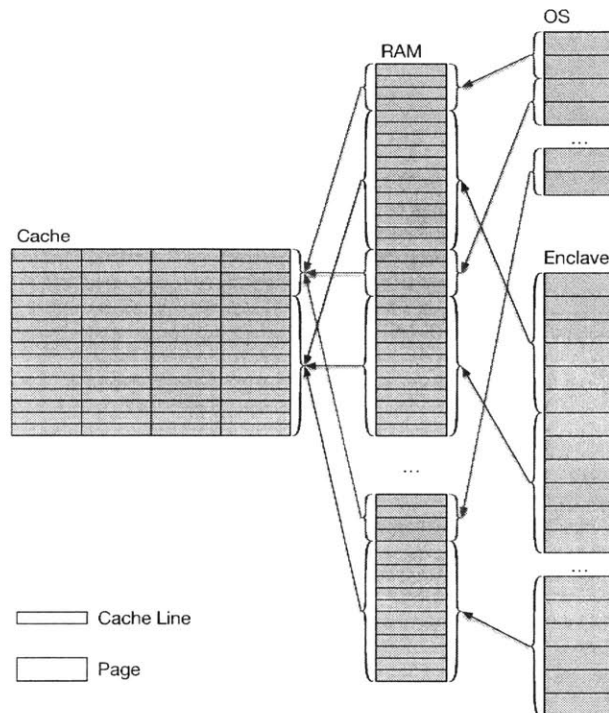 OS
RAM
...
Cache
Enclave
...
...
Cache Line
Page